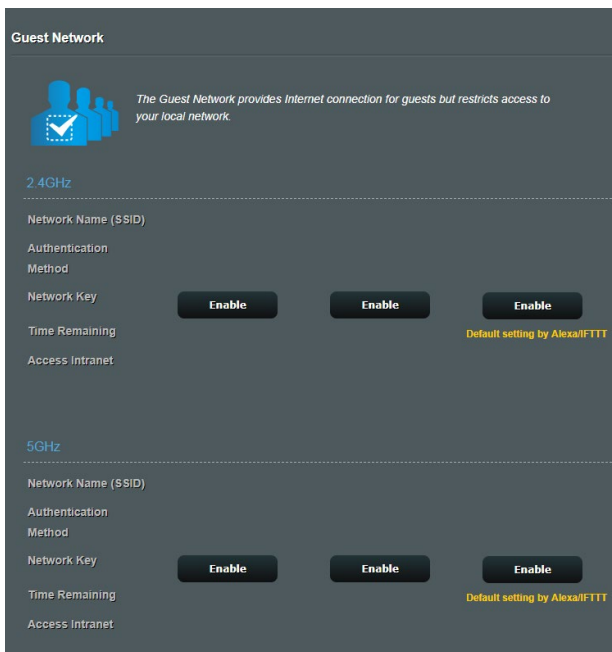 Guest Network
The Guest Network provides Internet connection for guests but restricts access to
your local network.
2.4GHz
Network Name (SSID)
Authentication
Method
Network Key
Enable
Enable
Enable
Time Remaining
Default setting by Alexa/IFTTT
Access Intranet
5GHz
Network Name (SSID)
Authentication
Method
Network Key
Enable
Enable
Enable
Time Remaining
Default setting by Alexa/IFTTT
Access Intranet